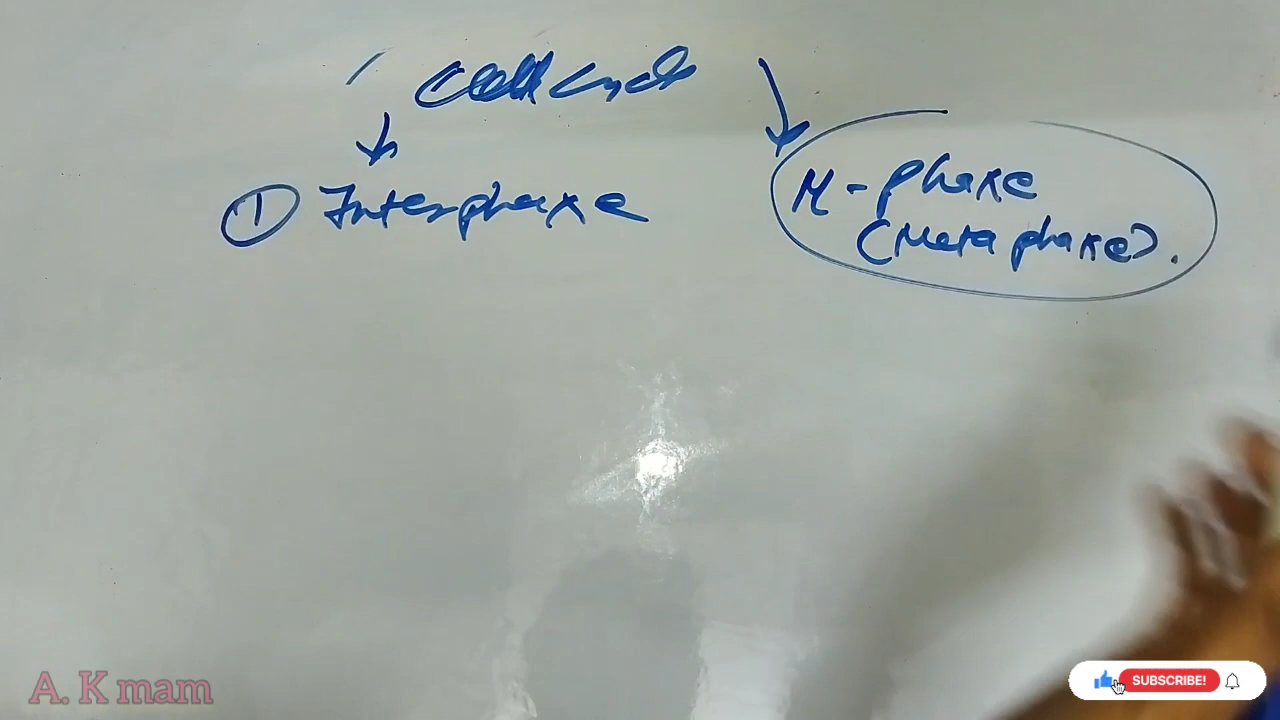 Cell cycle
① Interphase
M-phase
(Metaphase).
A. K mam
SUBSCRIBE!